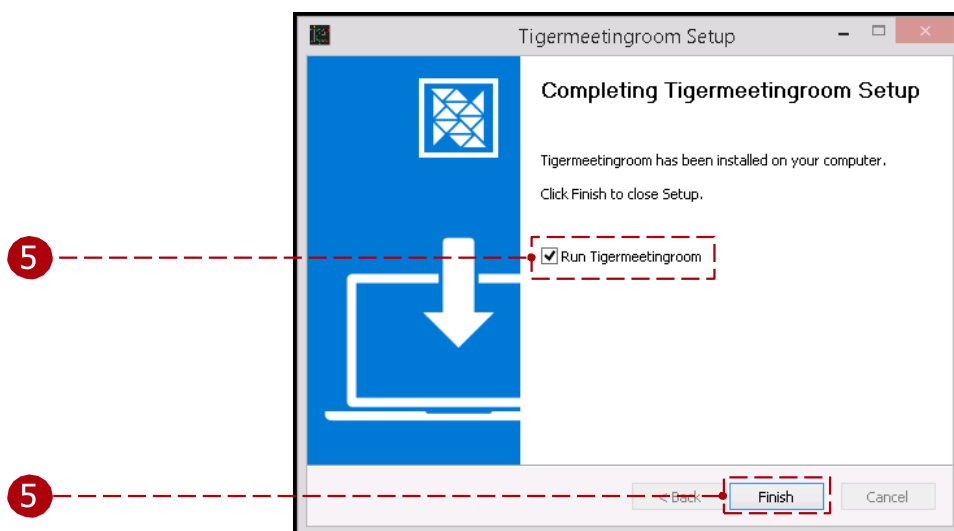 Tigermeetingroom Setup
Completing Tigermeetingroom Setup
Tigermeetingroom has been installed on your computer.
Click Finish to close Setup.
5
Run Tigermeetingroom
5
< Back
Finish
Cancel